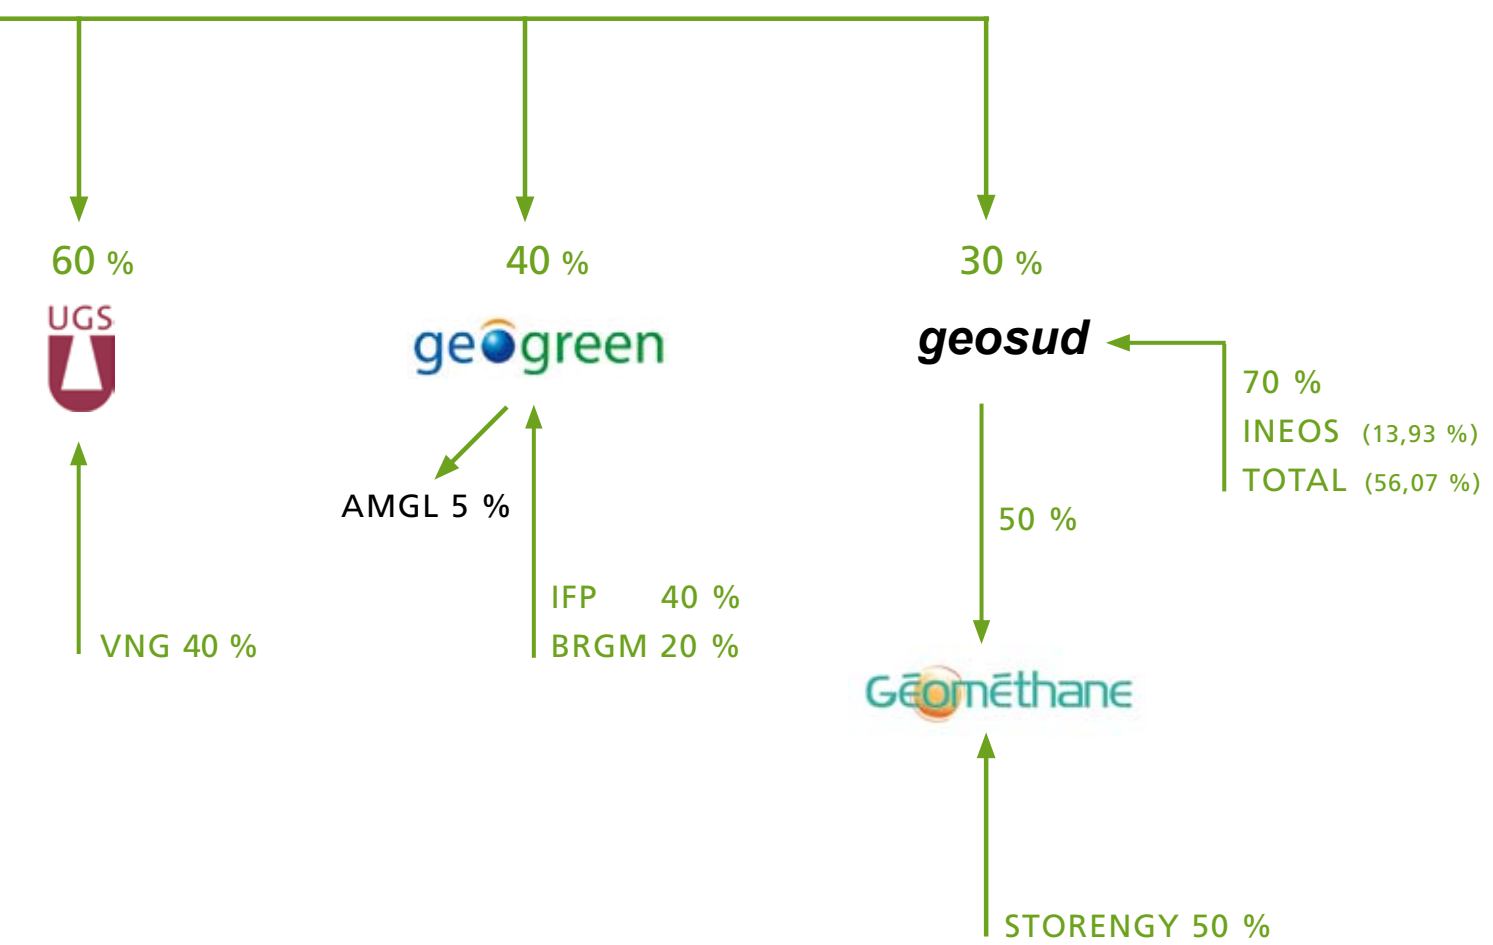 60 %
40 %
30 %
UGS
geogreen
geosud
70 %
INEOS (13,93 %)
TOTAL (56,07 %)
AMGL 5 %
50 %
IFP 40 %
BRGM 20 %
VNG 40 %
Géométhane
STORENGY 50 %